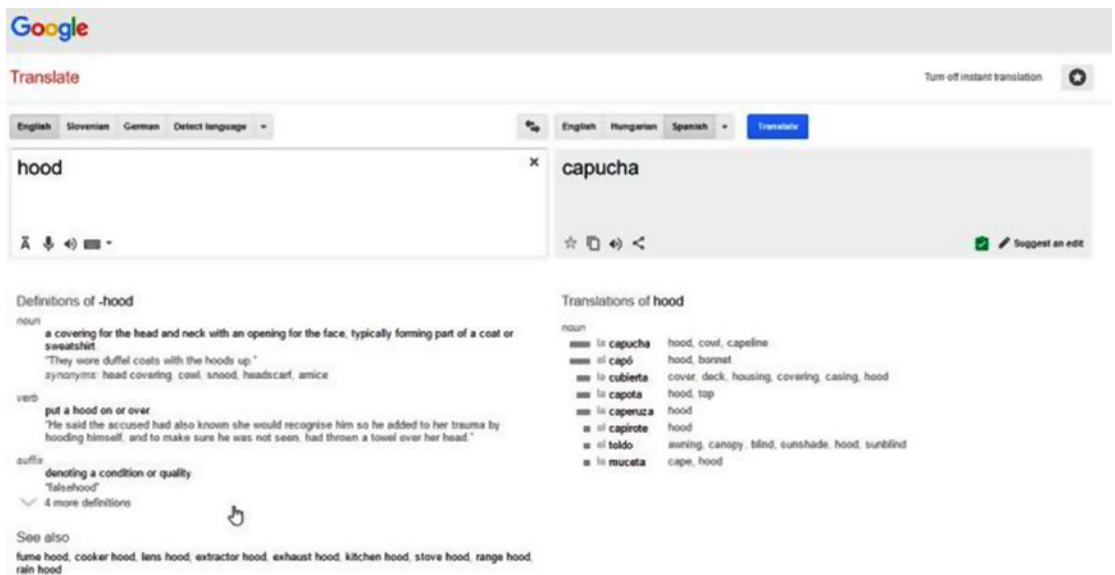 Google
Translate
Turn off instant translation
English Slovenian German Detect language
English Hungarian Spanish Translate
hood
capucha
Suggest an edit
Definitions of -hood
noun
a covering for the head and neck with an opening for the face, typically forming part of a coat or
sweatshirt.
"They wore duffel coats with the hoods up."
synonyms: head covering, cowl, snood, headscarf, amice
verb
put a hood on or over.
"He said the accused had also known she would recognise him so he added to her trauma by
hooding himself, and to make sure he was not seen, had thrown a towel over her head."
suffix
denoting a condition or quality.
"falsehood"
4 more definitions
See also
fume hood, cooker hood, lens hood, extractor hood, exhaust hood, kitchen hood, stove hood, range hood,
rain hood
Translations of hood
noun
la capucha hood, cowl, capeline
el capó hood, bonnet
la cubierta cover, deck, housing, covering, casing, hood
la capota hood, top
la caperuza hood
el capirote hood
el toldo awning, canopy, blind, sunshade, hood, sunblind
la muceta cape, hood